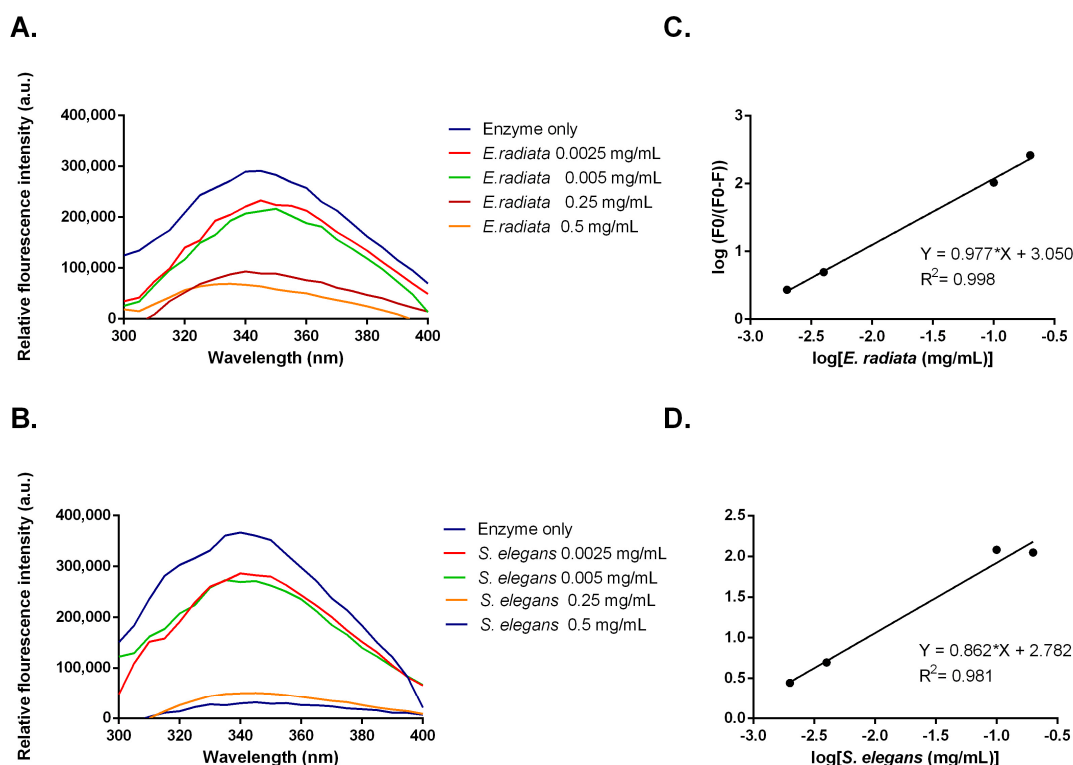 A.
Relative flourescence intensity (a.u.)
400,000
300,000
200,000
100,000
0
300
320
340
360
380
400
Wavelength (nm)
Enzyme only
E.radiata 0.0025 mg/mL
E.radiata 0.005 mg/mL
E.radiata 0.25 mg/mL
E.radiata 0.5 mg/mL
C.
log (F0/(F0-F))
3
2
1
0
-3.0
-2.5
-2.0
-1.5
-1.0
-0.5
log[E. radiata (mg/mL)]
Y = 0.977*X + 3.050
R2= 0.998
B.
Relative flourescence intensity (a.u.)
400,000
300,000
200,000
100,000
0
300
320
340
360
380
400
Wavelength (nm)
Enzyme only
S. elegans 0.0025 mg/mL
S. elegans 0.005 mg/mL
S. elegans 0.25 mg/mL
S. elegans 0.5 mg/mL
D.
2.5
2.0
1.5
1.0
0.5
0.0
-3.0
-2.5
-2.0
-1.5
-1.0
-0.5
log[S. elegans (mg/mL)]
Y = 0.862*X + 2.782
R2= 0.981